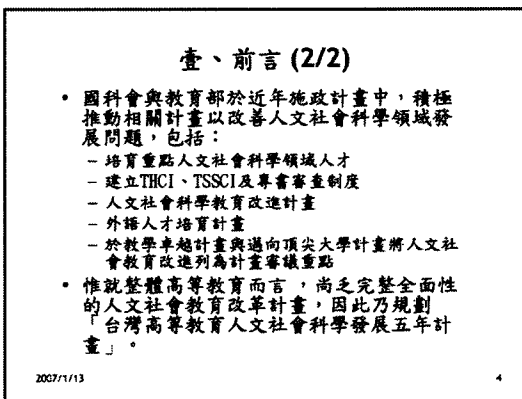 壹、前言 (2/2)
• 國科會與教育部於近年施政計畫中，積極
推動相關計畫以改善人文社會科學領域發
展問題，包括：
– 培育重點人文社會科學領域人才
– 建立THCI、TSSCI及專書審查制度
– 人文社會科學教育改進計畫
– 外語人才培育計畫
– 於教學卓越計畫與邁向頂尖大學計畫將人文社
會教育改進列為計畫審議重點
• 惟就整體高等教育而言，尚乏完整全面性
的人文社會教育改革計畫，因此乃規劃
「台灣高等教育人文社會科學發展五年計
畫」。
2007/1/13
4